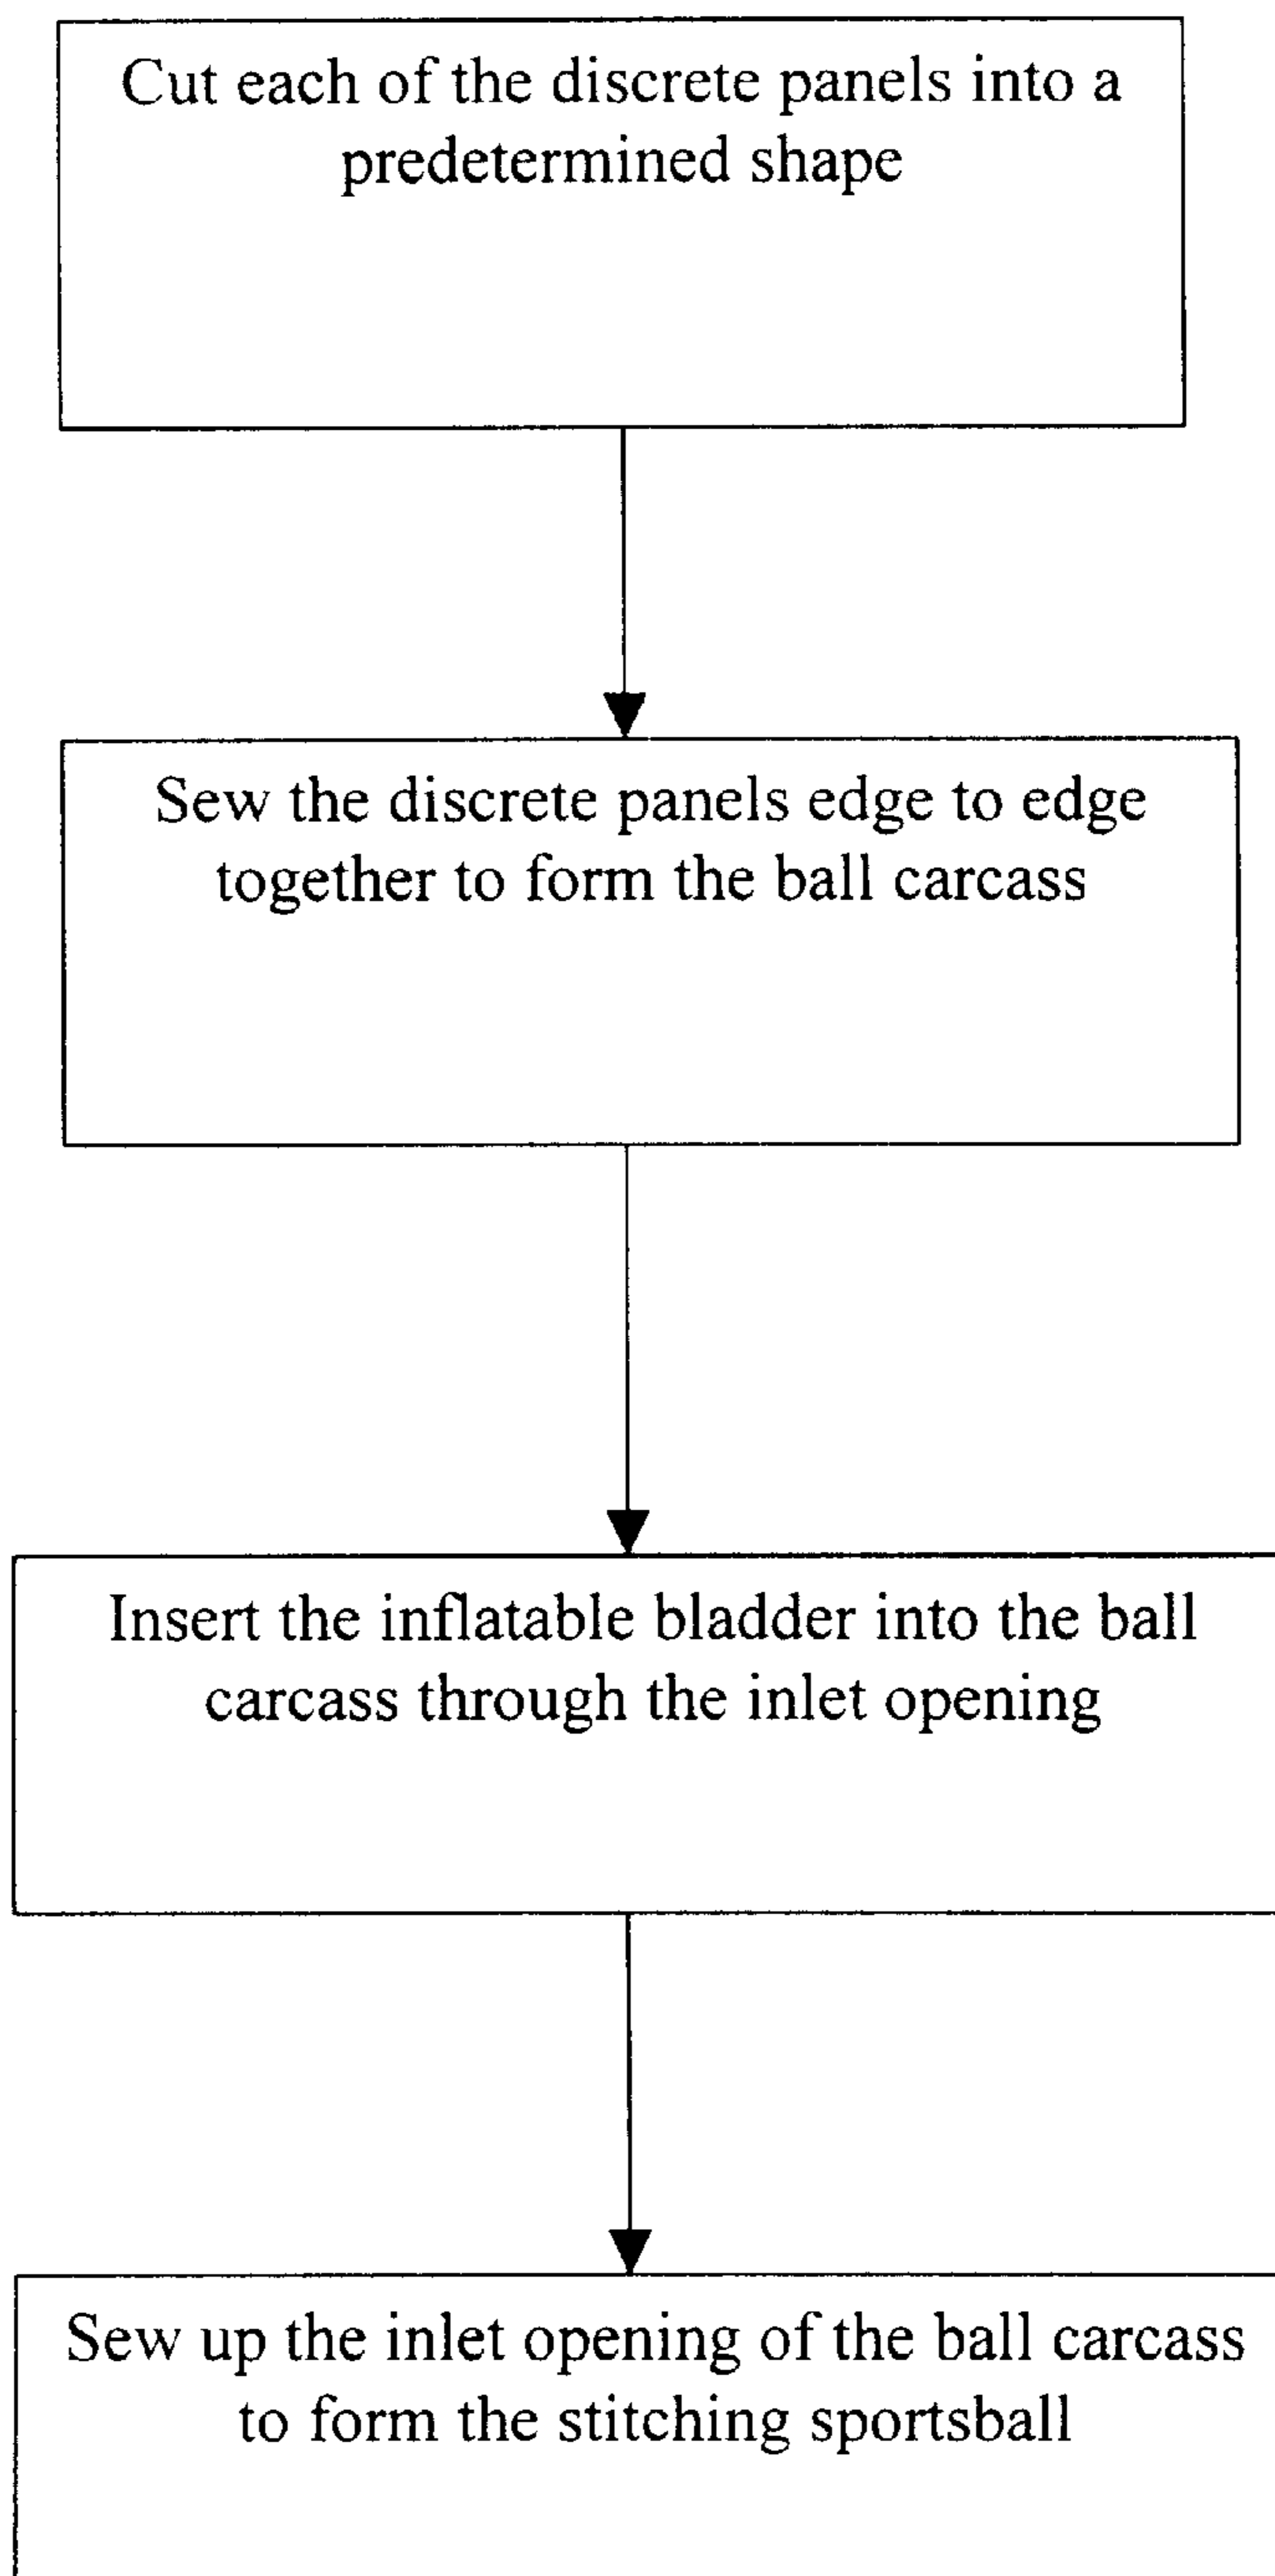 Cut each of the discrete panels into a
predetermined shape
Sew the discrete panels edge to edge
together to form the ball carcass
Insert the inflatable bladder into the ball
carcass through the inlet opening
Sew up the inlet opening of the ball carcass
to form the stitching sportsball